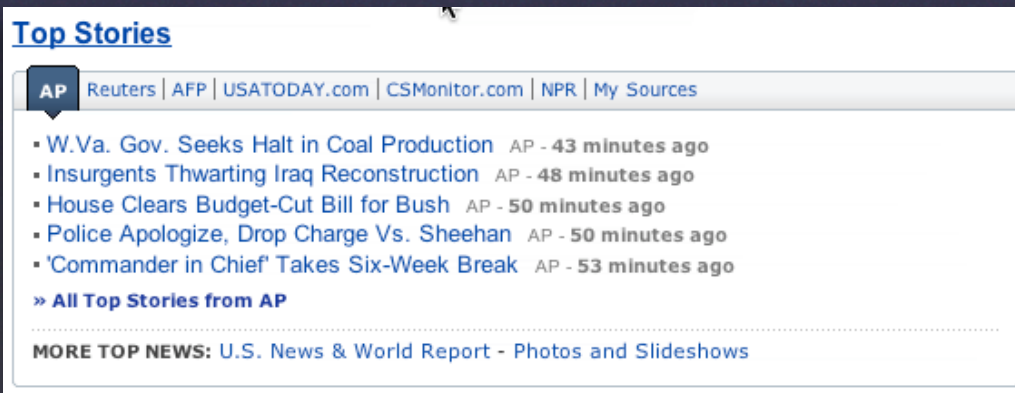 Top Stories
AP Reuters | AFP | USATODAY.com | CSMonitor.com | NPR | My Sources
▪ W.Va. Gov. Seeks Halt in Coal Production AP - 43 minutes ago
▪ Insurgents Thwarting Iraq Reconstruction AP - 48 minutes ago
▪ House Clears Budget-Cut Bill for Bush AP - 50 minutes ago
▪ Police Apologize, Drop Charge Vs. Sheehan AP - 50 minutes ago
▪ 'Commander in Chief' Takes Six-Week Break AP - 53 minutes ago
» All Top Stories from AP
MORE TOP NEWS: U.S. News & World Report - Photos and Slideshows